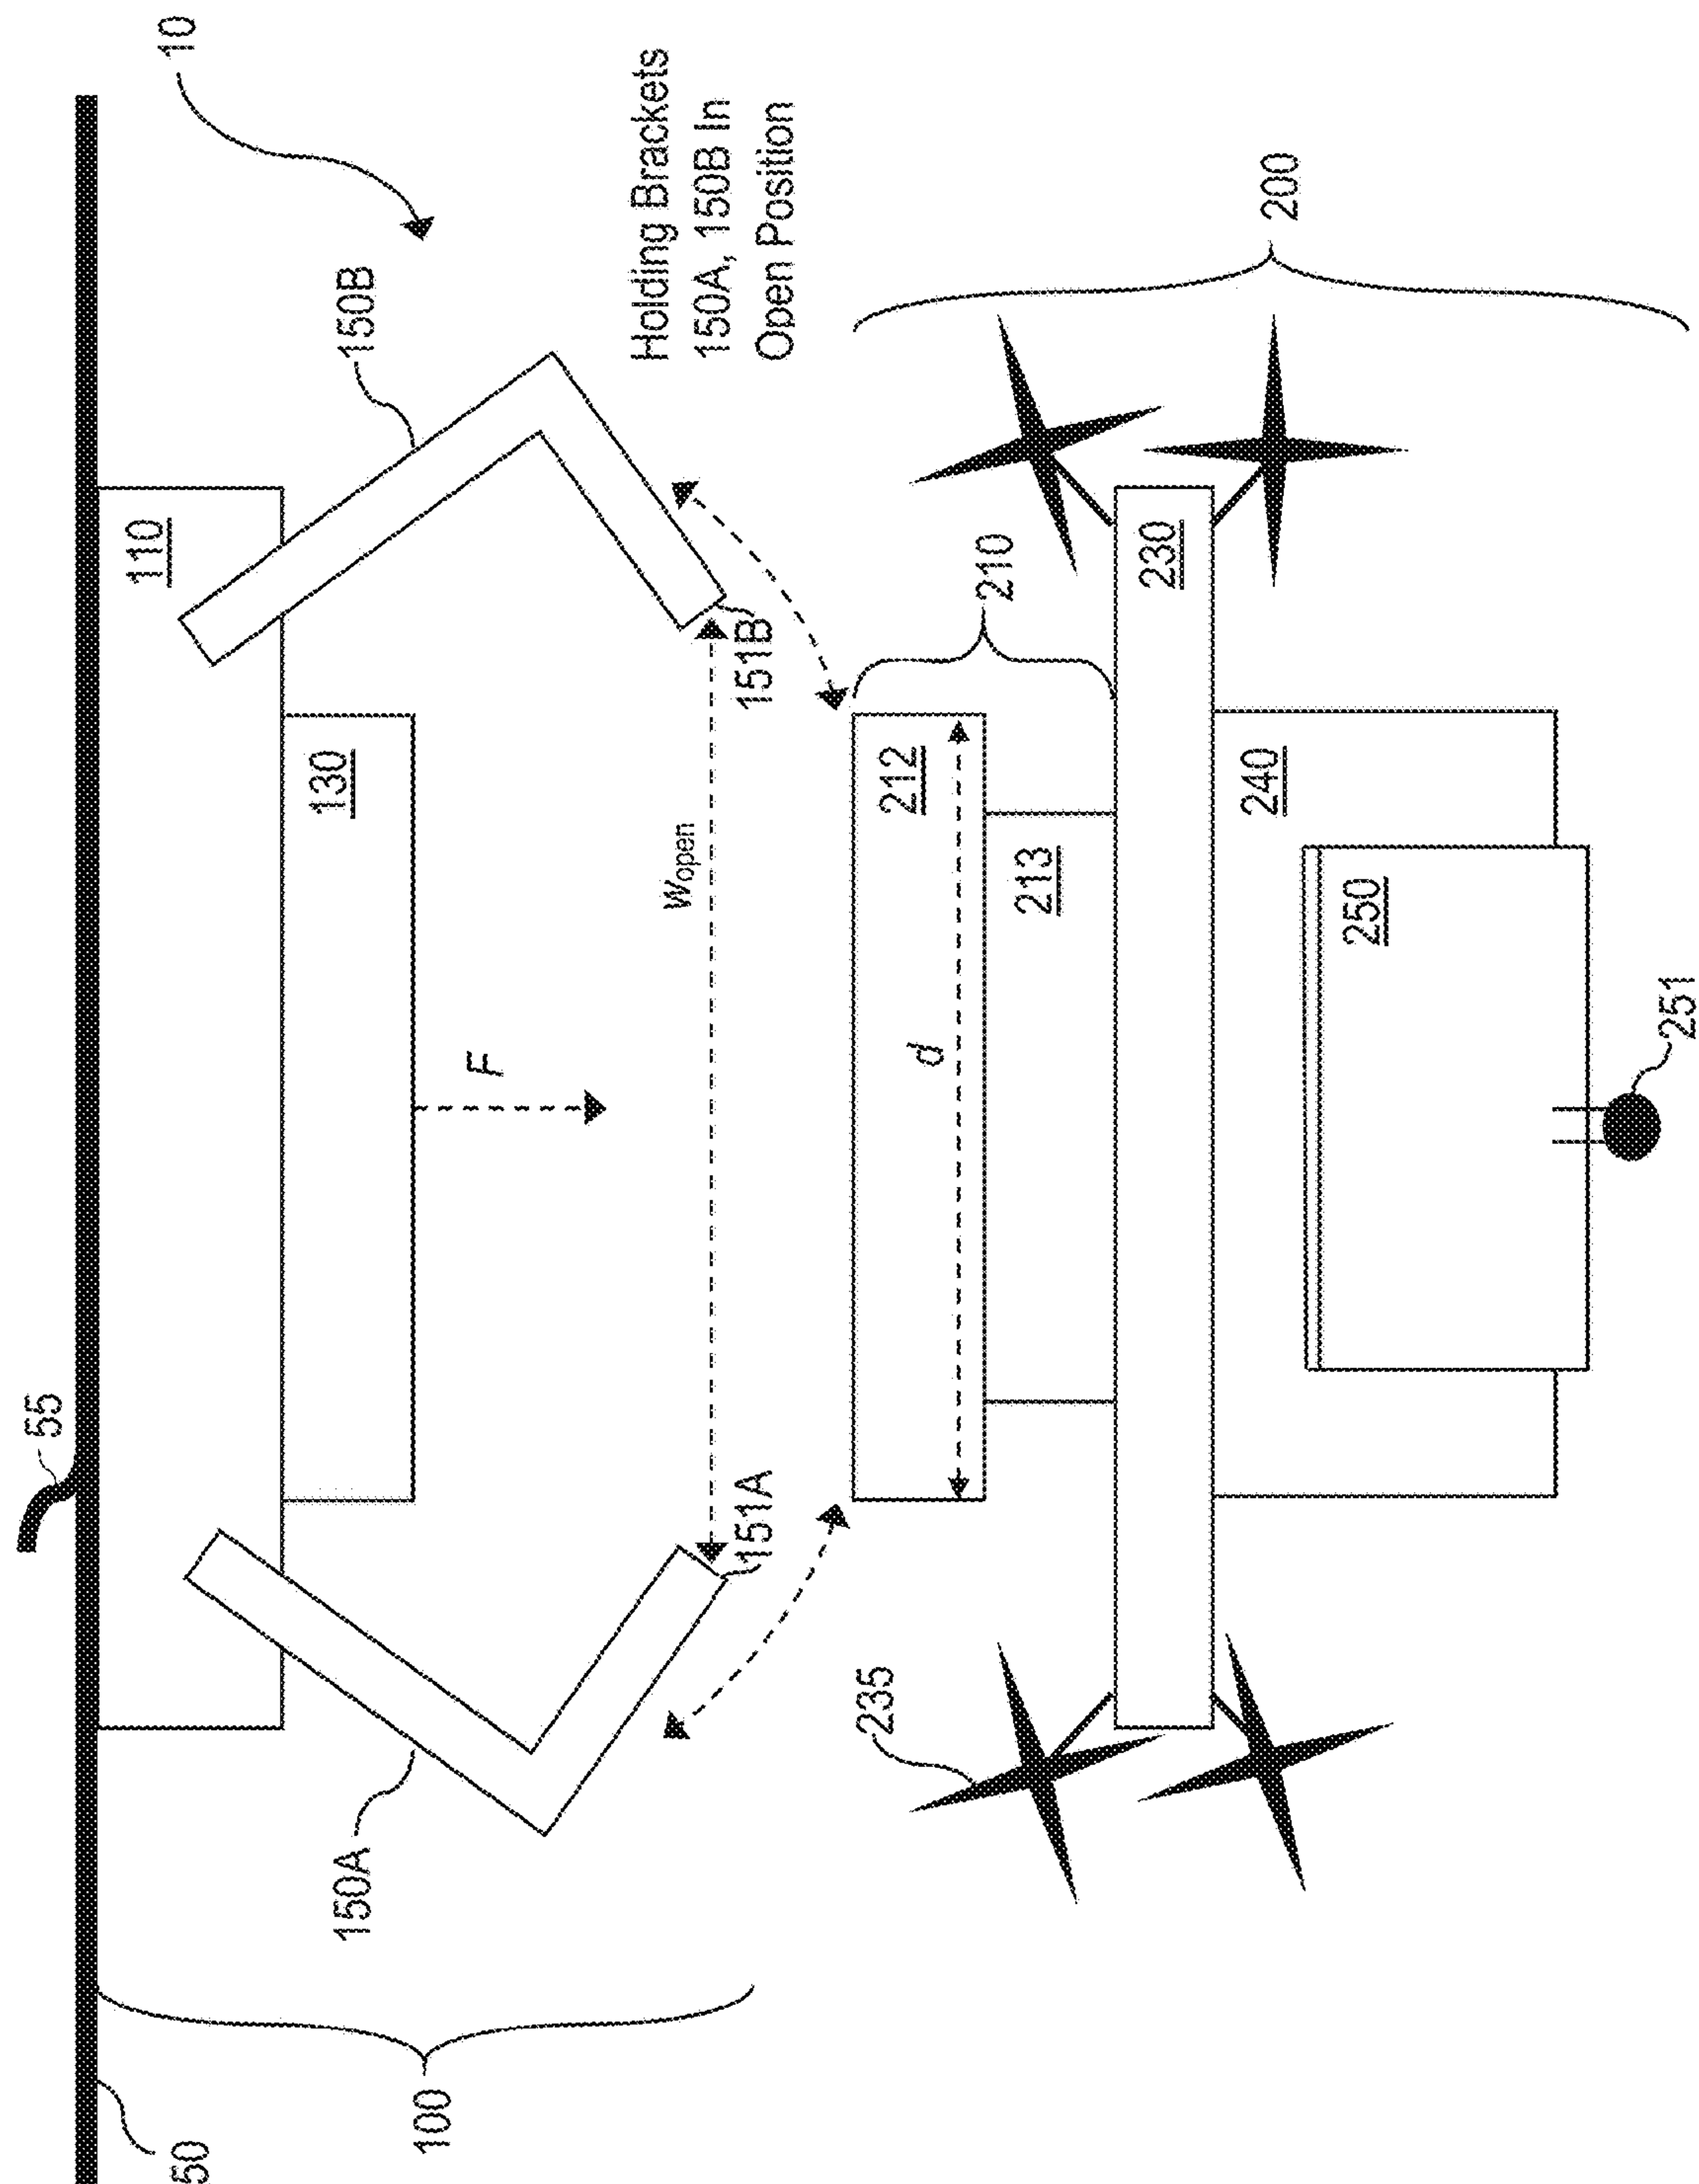 10
55
50
110
150B
150A
130
Holding Brackets
150A, 150B In
Open Position
F
Wopen
151A
151B
100
200
210
212
d
213
235
230
240
250
251